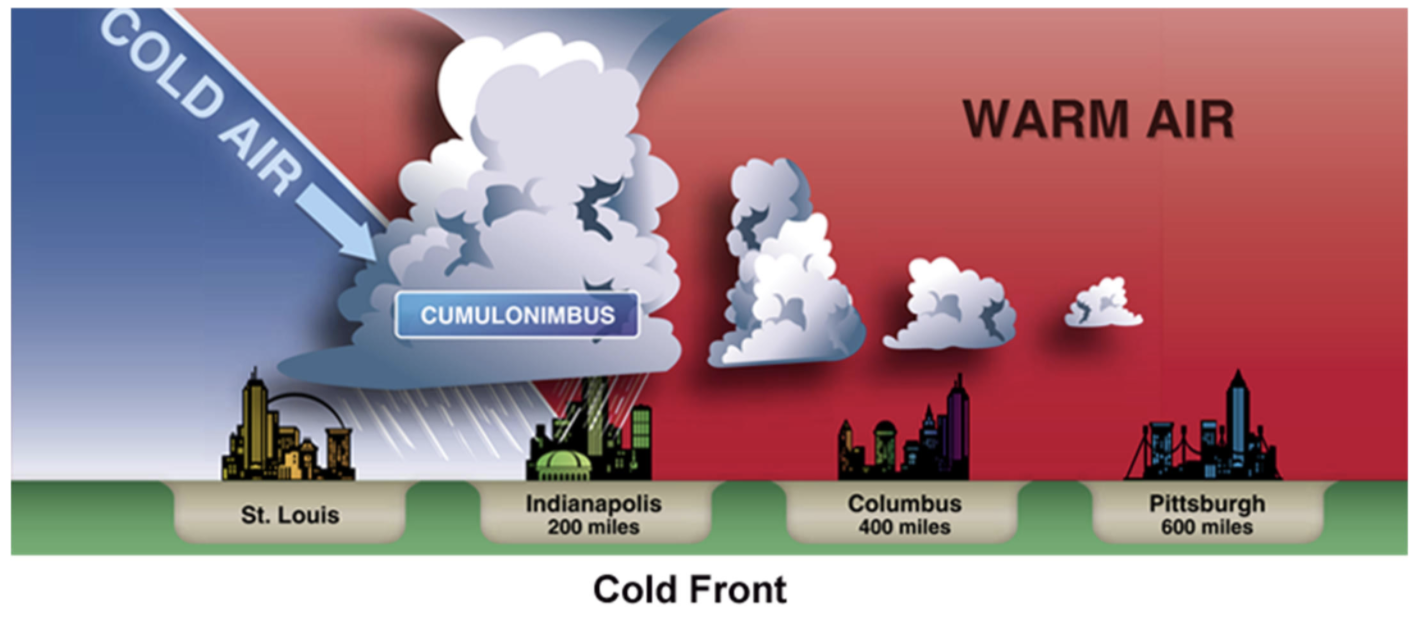 COLD AIR
WARM AIR
CUMULONIMBUS
St. Louis
Indianapolis
200 miles
Columbus
400 miles
Pittsburgh
600 miles
Cold Front